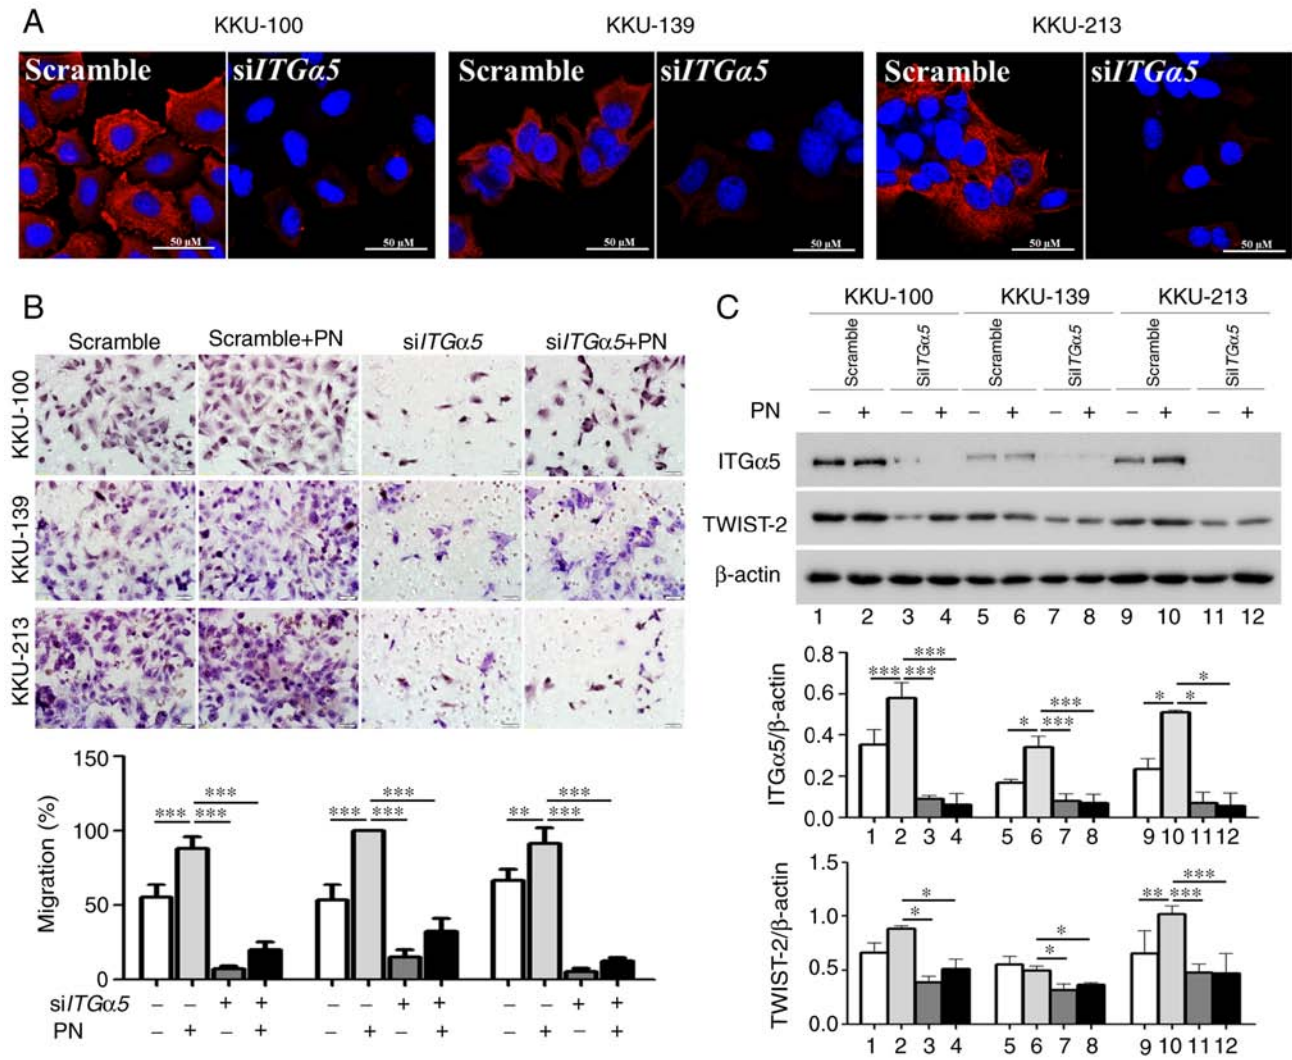 A
KKU-100 KKU-139 KKU-213
Scramble siITGα5 Scramble siITGα5 Scramble siITGα5
50 µM 50 µM 50 µM 50 µM 50 µM 50 µM
B
Scramble Scramble+PN siITGα5 siITGα5+PN
KKU-100
KKU-139
KKU-213
Migration (%)
150
100
50
0
*** *** ***
*** *** ***
** *** ***
siITGα5 – – + + – – + + – – + +
PN – + – + – + – + – + – +
C
KKU-100 KKU-139 KKU-213
Scramble SiITGα5 Scramble SiITGα5 Scramble SiITGα5
PN – + – + – + – + – + – +
ITGα5
TWIST-2
β-actin
1 2 3 4 5 6 7 8 9 10 11 12
ITGα5/β-actin
0.8
0.6
0.4
0.2
0.0
*** *** ***
* *** ***
* * *
1 2 3 4 5 6 7 8 9 10 11 12
TWIST-2/β-actin
1.5
1.0
0.5
0.0
* *
* *
** *** ***
1 2 3 4 5 6 7 8 9 10 11 12